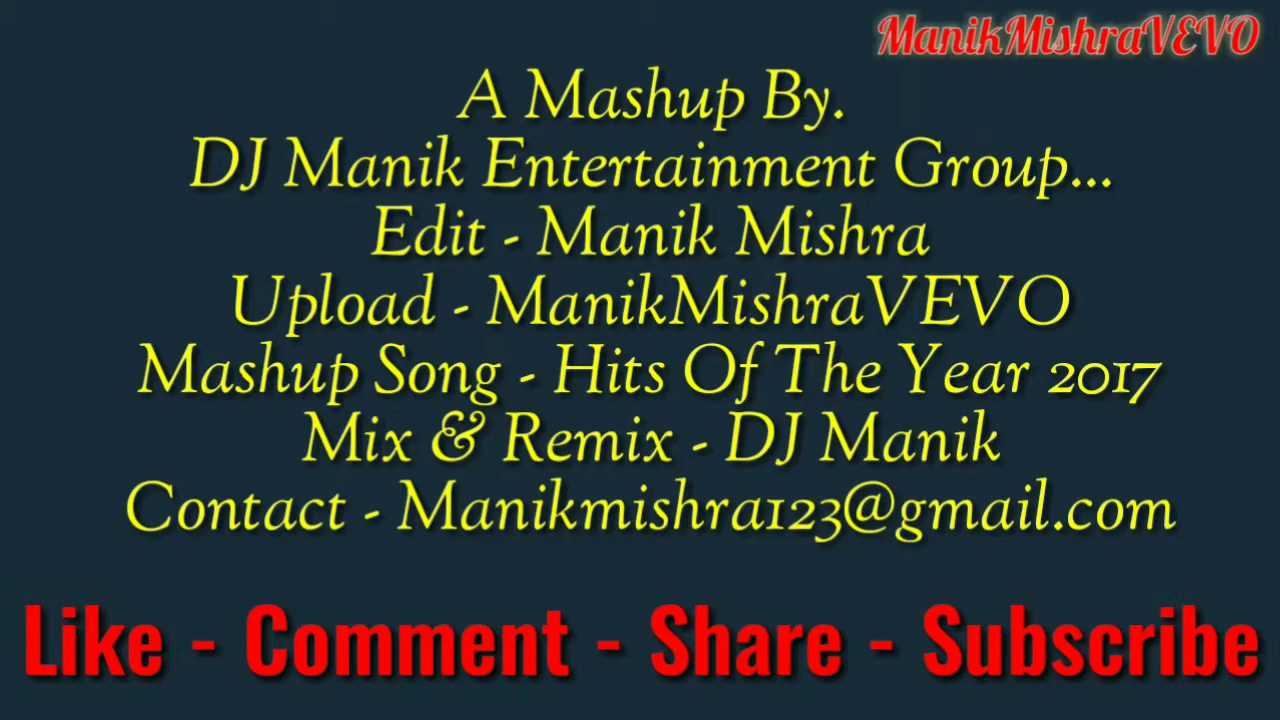 ManikMishraVEVO
A Mashup By.
DJ Manik Entertainment Group...
Edit - Manik Mishra
Upload - ManikMishraVEVO
Mashup Song - Hits Of The Year 2017
Mix & Remix - DJ Manik
Contact - Manikmishra123@gmail.com
Like - Comment - Share - Subscribe